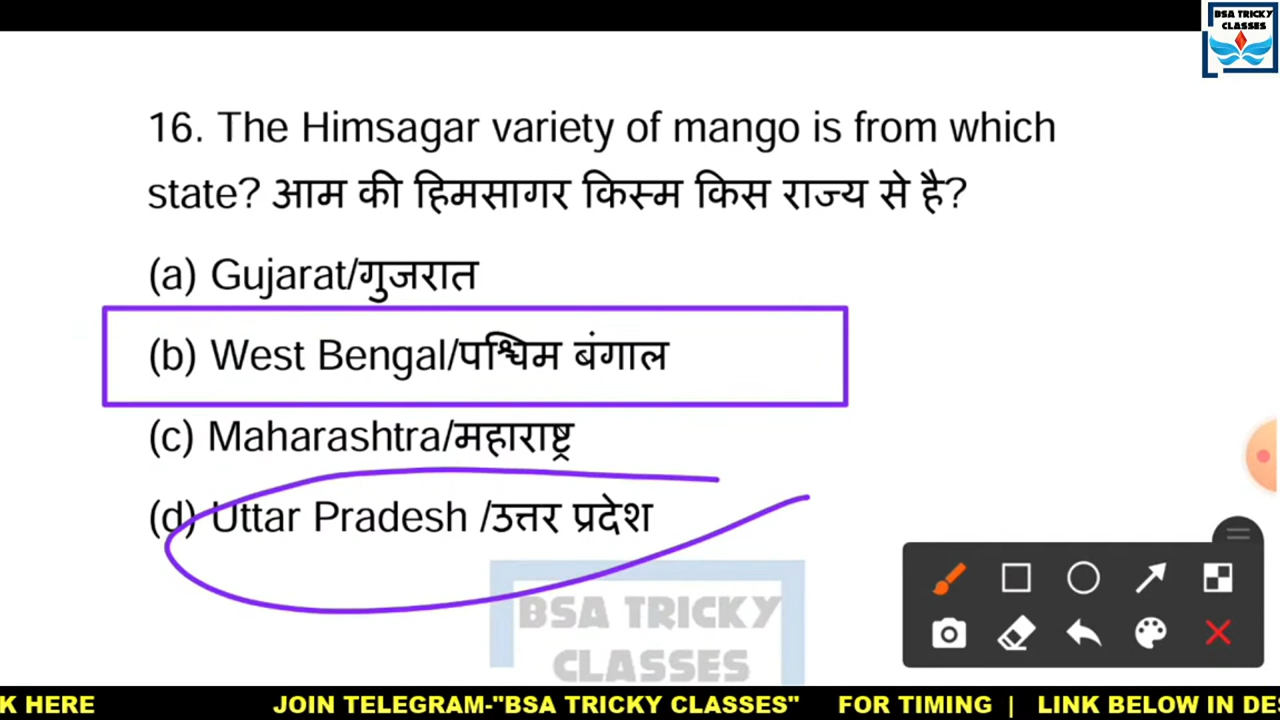 BSA TRICKY
CLASSES
16. The Himsagar variety of mango is from which
state? आम की हिमसागर किस्म किस राज्य से है?
(a) Gujarat/गुजरात
(b) West Bengal/पश्चिम बंगाल
(c) Maharashtra/महाराष्ट्र
(d) Uttar Pradesh /उत्तर प्रदेश
BSA TRICKY
CLASSES
K HERE JOIN TELEGRAM-"BSA TRICKY CLASSES" FOR TIMING | LINK BELOW IN DES